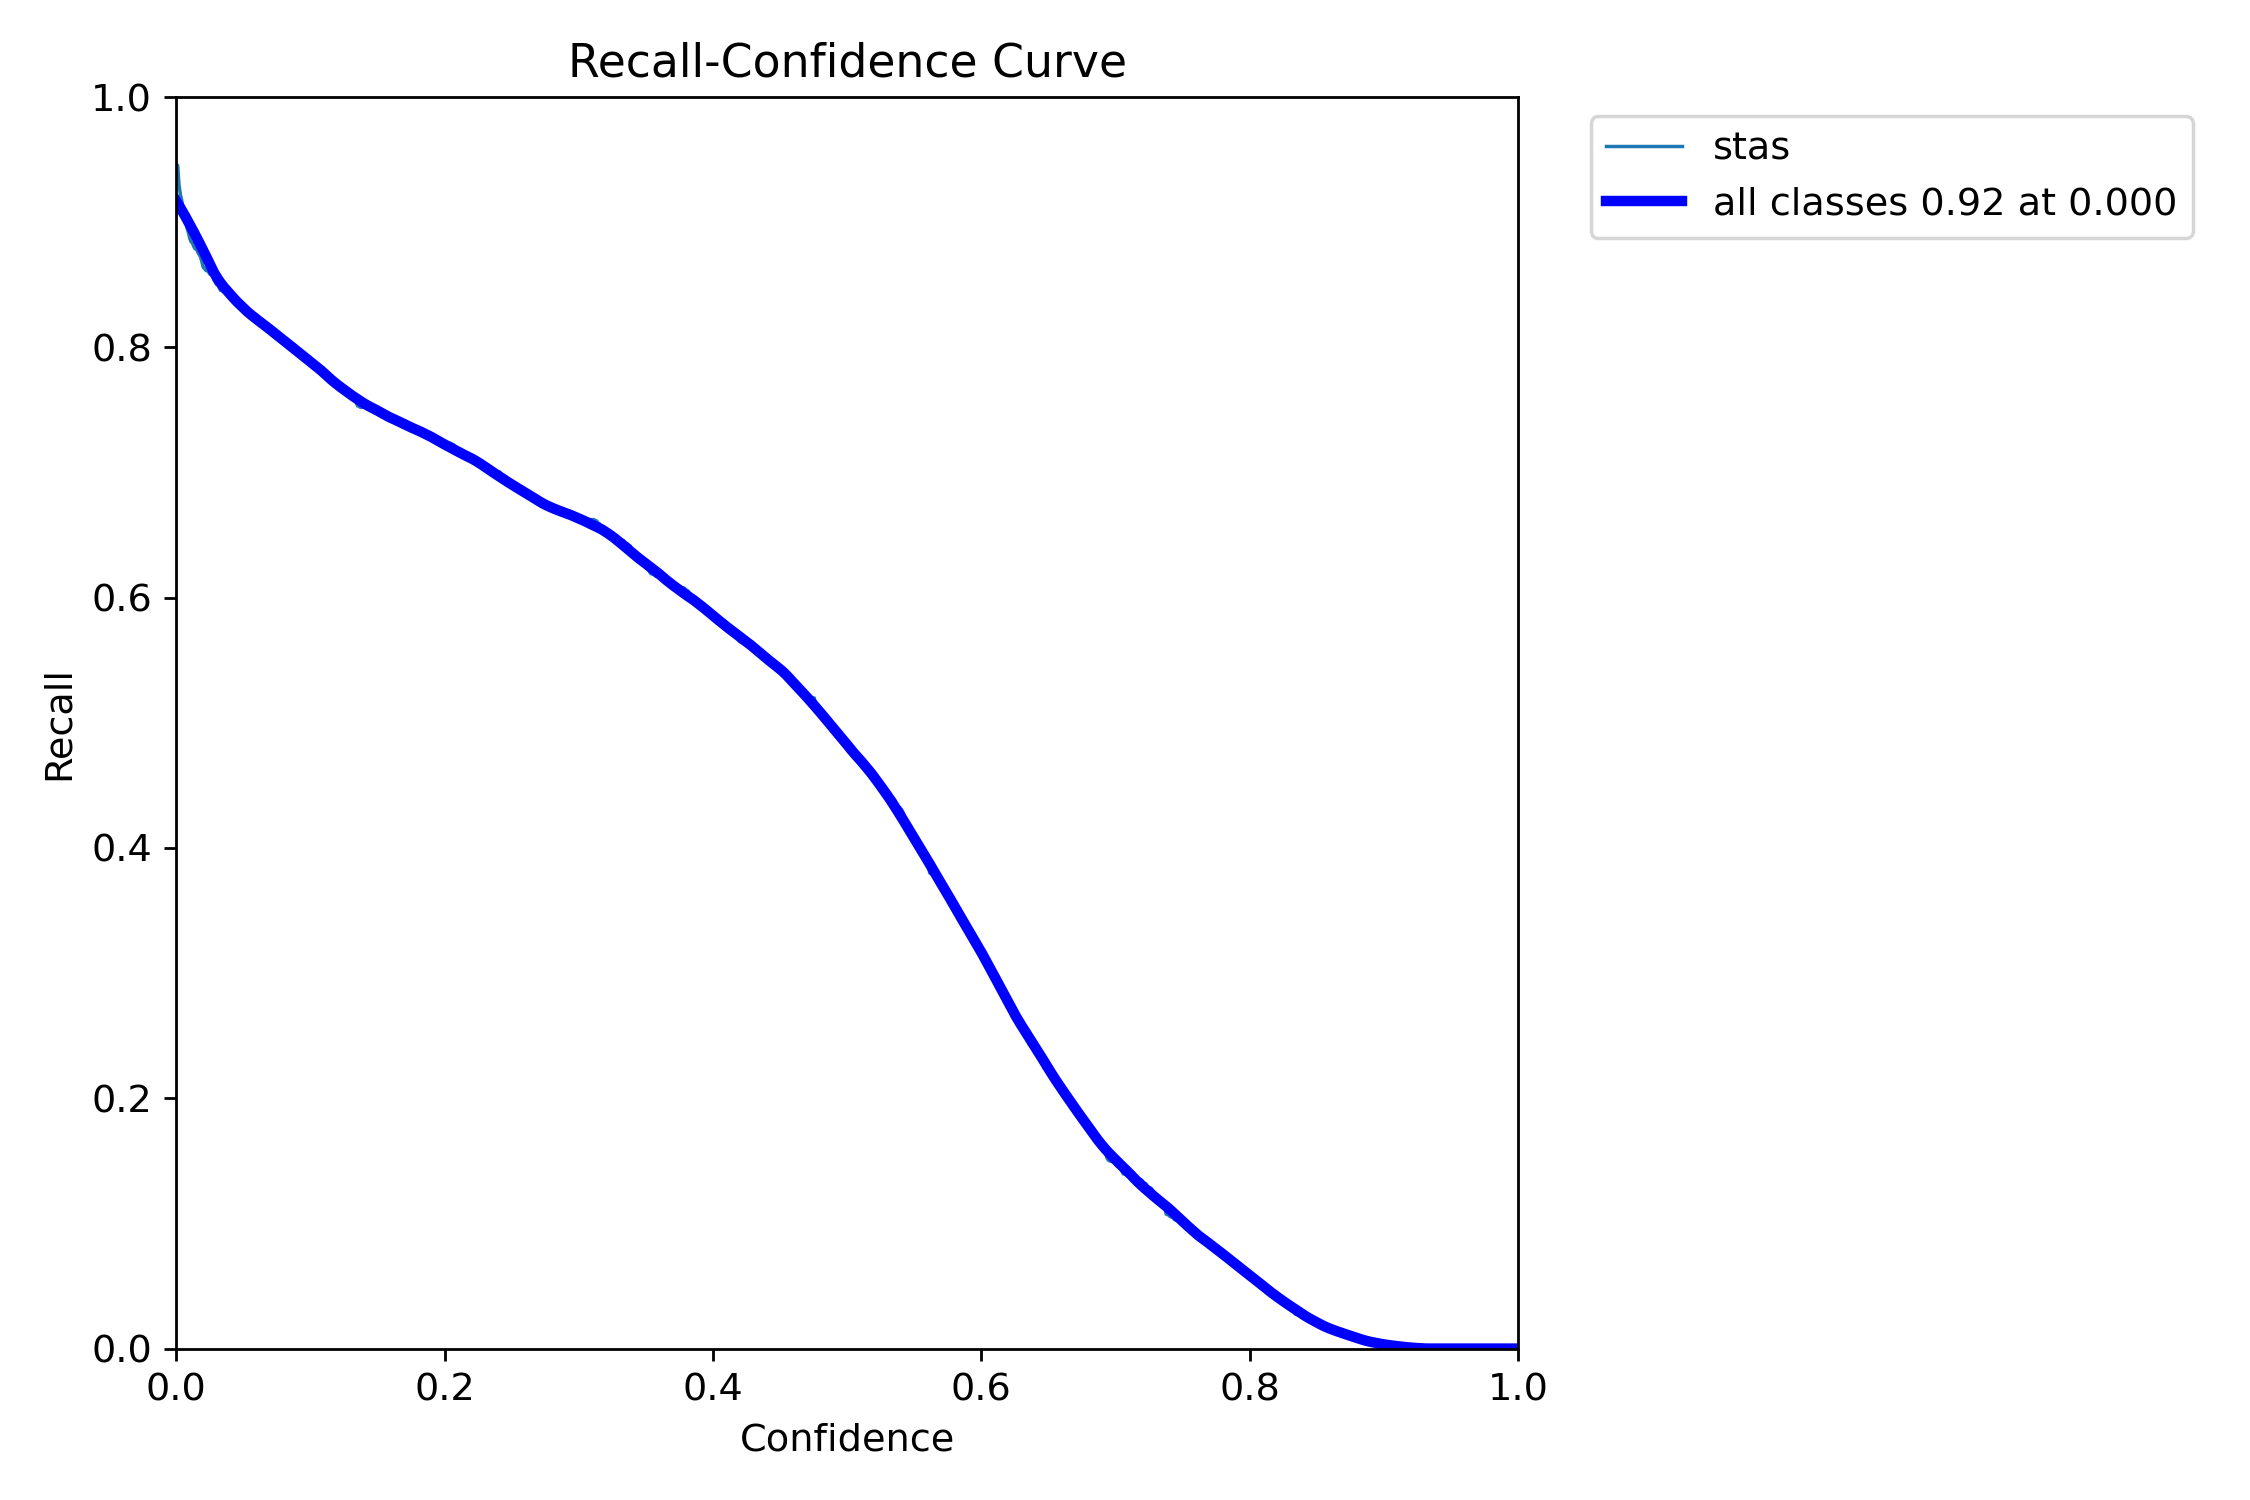 Recall-Confidence Curve
1.0
0.8
0.6
0.4
0.2
0.0
Recall
0.0 0.2 0.4 0.6 0.8 1.0
Confidence
stas
all classes 0.92 at 0.000